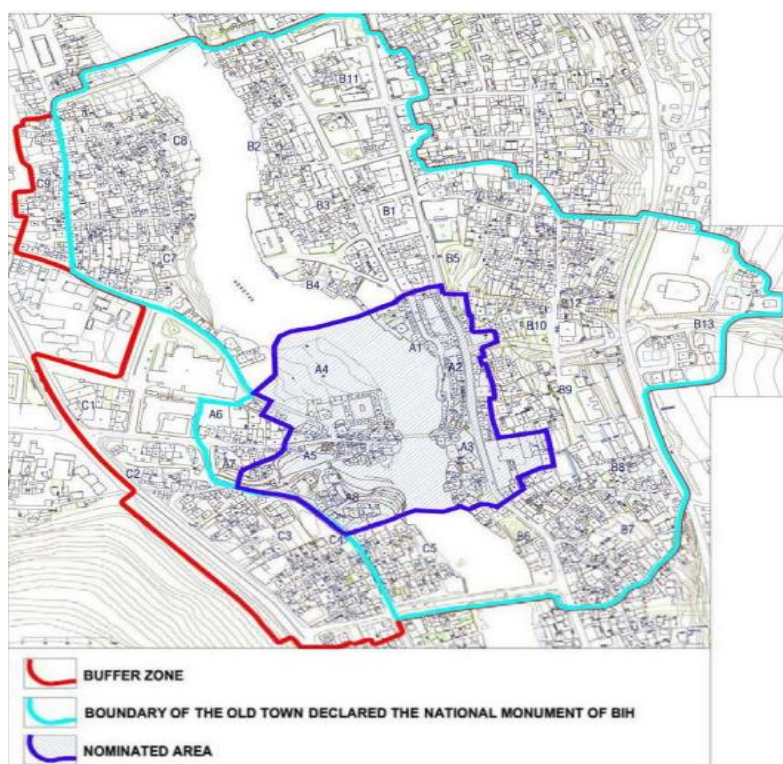 B11
C8
B2
C9
B3
B1
C7
B5
B4
B12
B10
B13
A1
A4
A2
B9
C1
A6
A3
A5
A7
B8
C2
A8
B7
C3
C4
B6
C5
BUFFER ZONE
BOUNDARY OF THE OLD TOWN DECLARED THE NATIONAL MONUMENT OF BIH
NOMINATED AREA